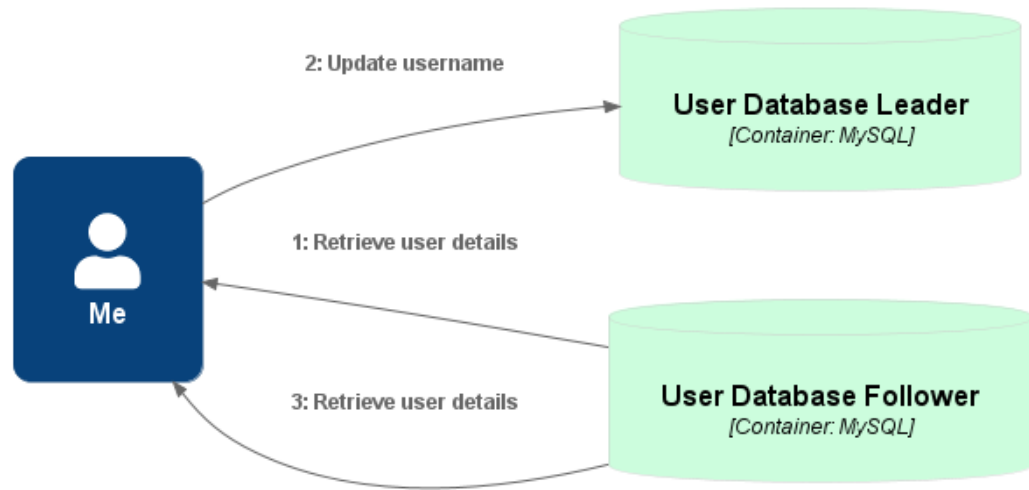 2: Update username
User Database Leader
[Container: MySQL]
1: Retrieve user details
Me
3: Retrieve user details
User Database Follower
[Container: MySQL]